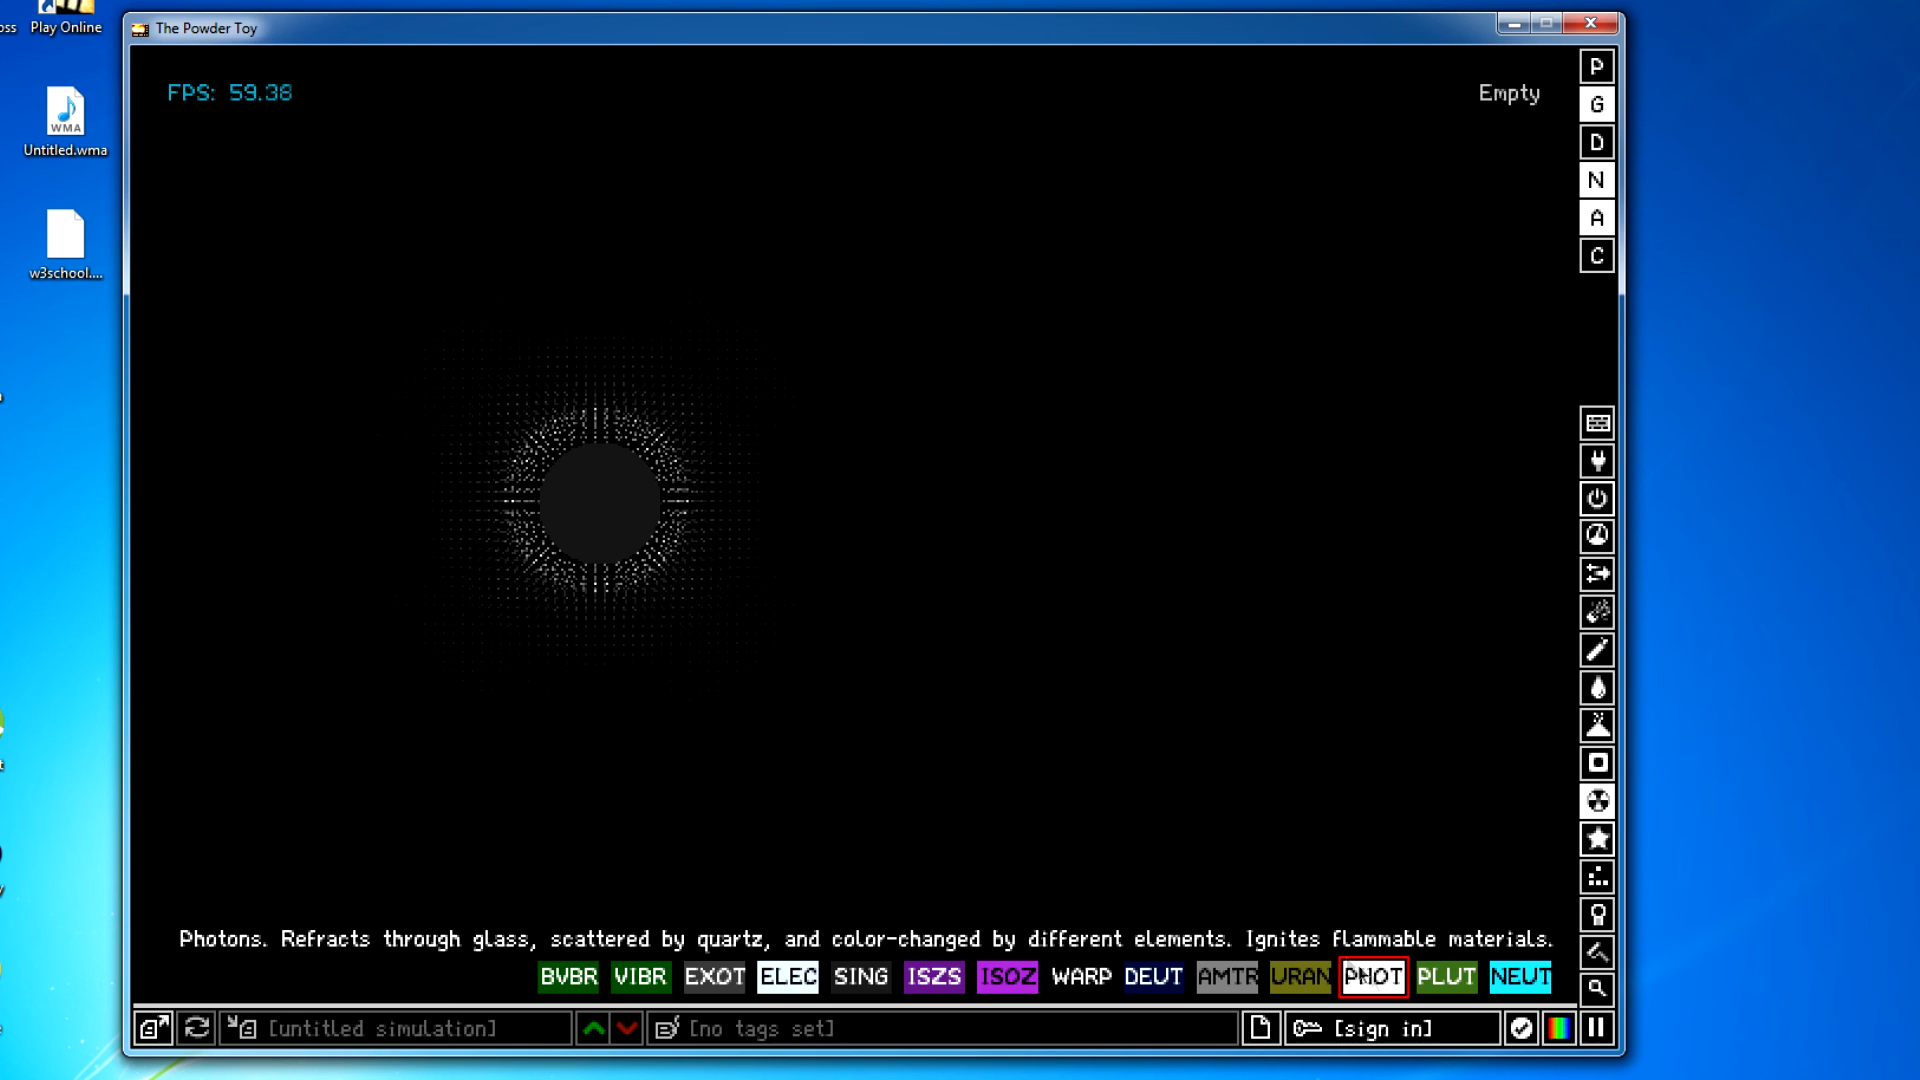 oss
Play Online
The Powder Toy
FPS: 59.38
Empty
P
G
D
N
A
C
WMA
Untitled.wma
w3school....
Photons. Refracts through glass, scattered by quartz, and color-changed by different elements. Ignites flammable materials.
BVBR VIBR EXOT ELEC SING ISZS ISOZ WARP DEUT AMTR URAN PHOT PLUT NEUT
[untitled simulation]
[no tags set]
[sign in]